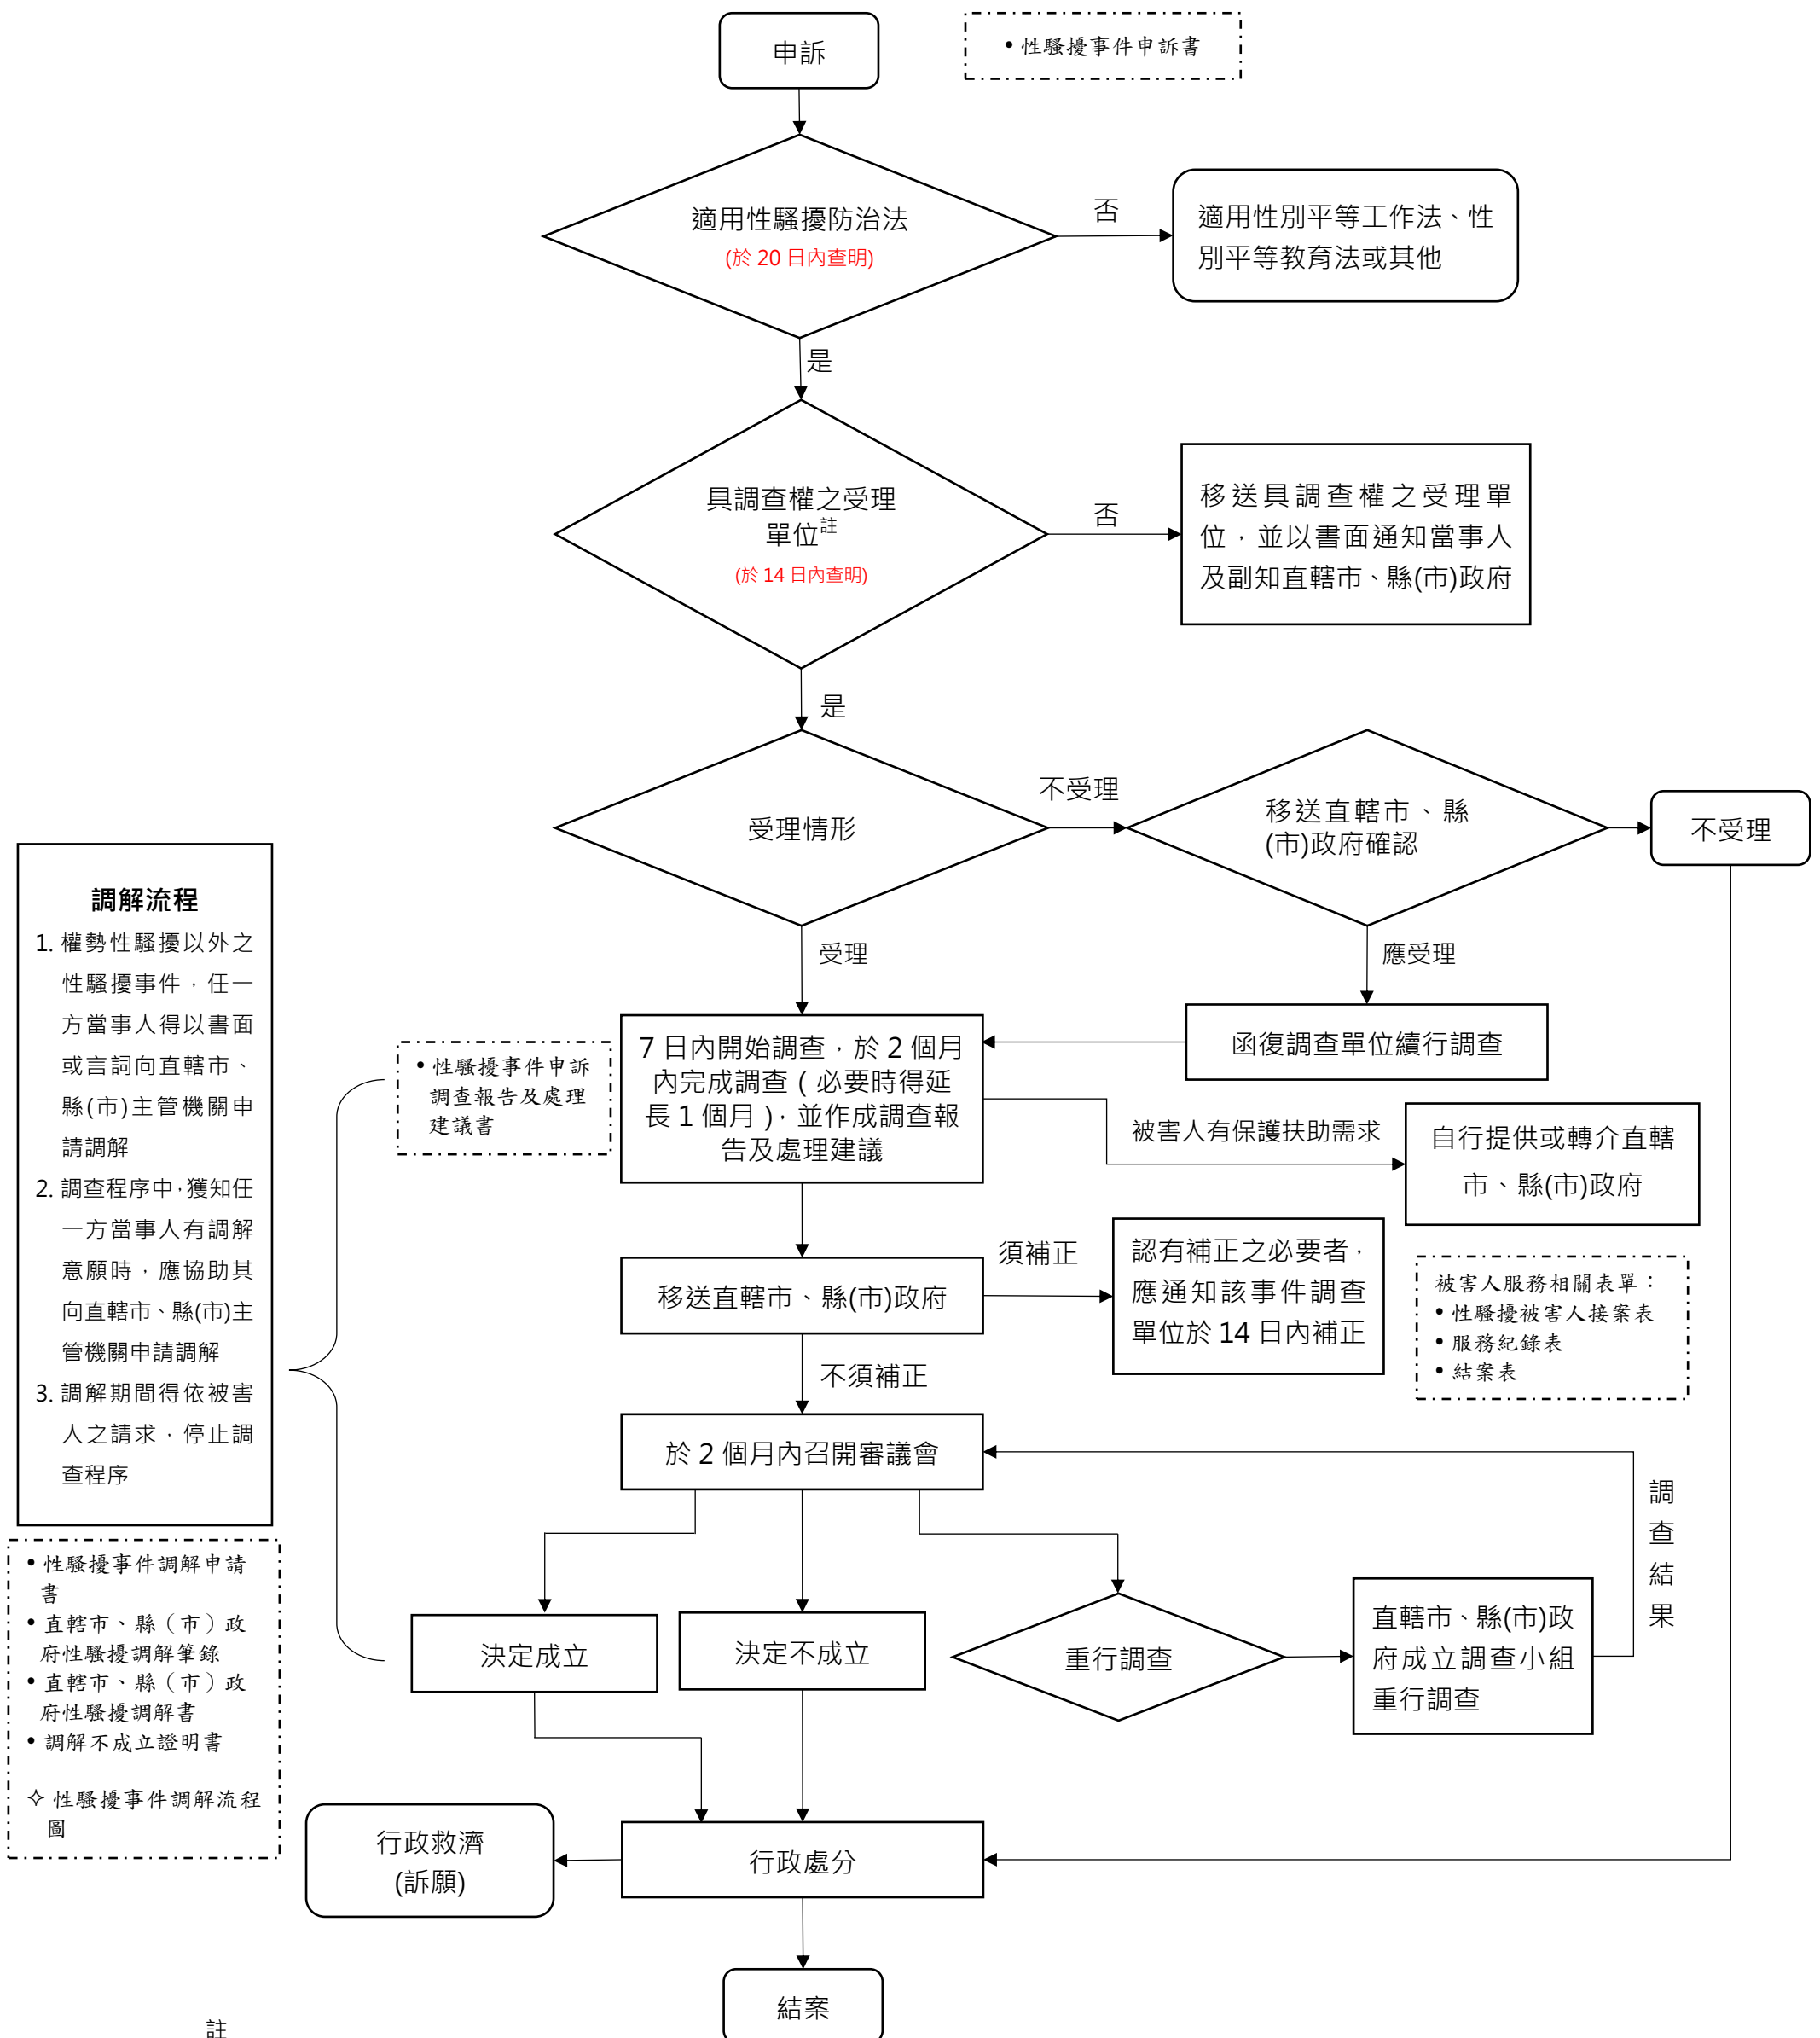 申訴
•性騷擾事件申訴書
適用性騷擾防治法
(於 20 日內查明)
否
適用性別平等工作法、性
別平等教育法或其他
是
具調查權之受理
單位註
(於 14 日內查明)
否
移送具調查權之受理單
位，並以書面通知當事人
及副知直轄市、縣(市)政府
是
受理情形
不受理
移送直轄市、縣
(市)政府確認
不受理
受理
應受理
調解流程
1. 權勢性騷擾以外之
性騷擾事件，任一
方當事人得以書面
或言詞向直轄市、
縣(市)主管機關申
請調解
2. 調查程序中，獲知任
一方當事人有調解
意願時，應協助其
向直轄市、縣(市)主
管機關申請調解
3. 調解期間得依被害
人之請求，停止調
查程序
•性騷擾事件申訴
調查報告及處理
建議書
7 日內開始調查，於 2 個月
內完成調查（必要時得延
長 1 個月），並作成調查報
告及處理建議
函復調查單位續行調查
被害人有保護扶助需求
自行提供或轉介直轄
市、縣(市)政府
移送直轄市、縣(市)政府
須補正
認有補正之必要者，
應通知該事件調查
單位於 14 日內補正
被害人服務相關表單：
•性騷擾被害人接案表
•服務紀錄表
•結案表
不須補正
於 2 個月內召開審議會
調
查
結
果
•性騷擾事件調解申請
書
•直轄市、縣（市）政
府性騷擾調解筆錄
•直轄市、縣（市）政
府性騷擾調解書
•調解不成立證明書
✧性騷擾事件調解流程
圖
決定成立
決定不成立
重行調查
直轄市、縣(市)政
府成立調查小組
重行調查
行政救濟
(訴願)
行政處分
結案
註